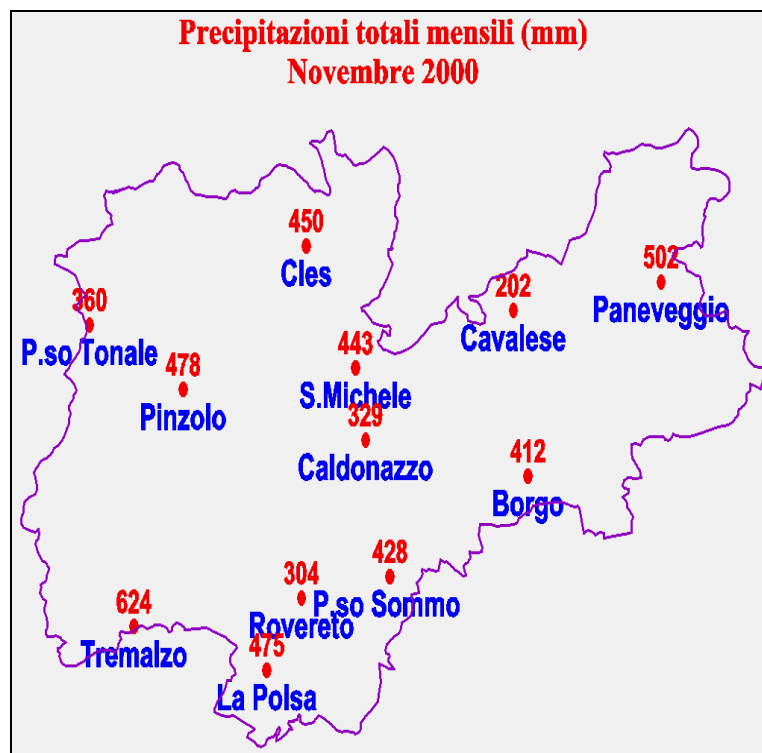 Precipitazioni totali mensili (mm)
Novembre 2000
450
Cles
502
Paneveggio
202
Cavalese
360
P.so Tonale
478
Pinzolo
443
S.Michele
329
Caldonazzo
412
Borgo
428
P.so Sommo
304
Rovereto
624
Tremalzo
475
La Polsa